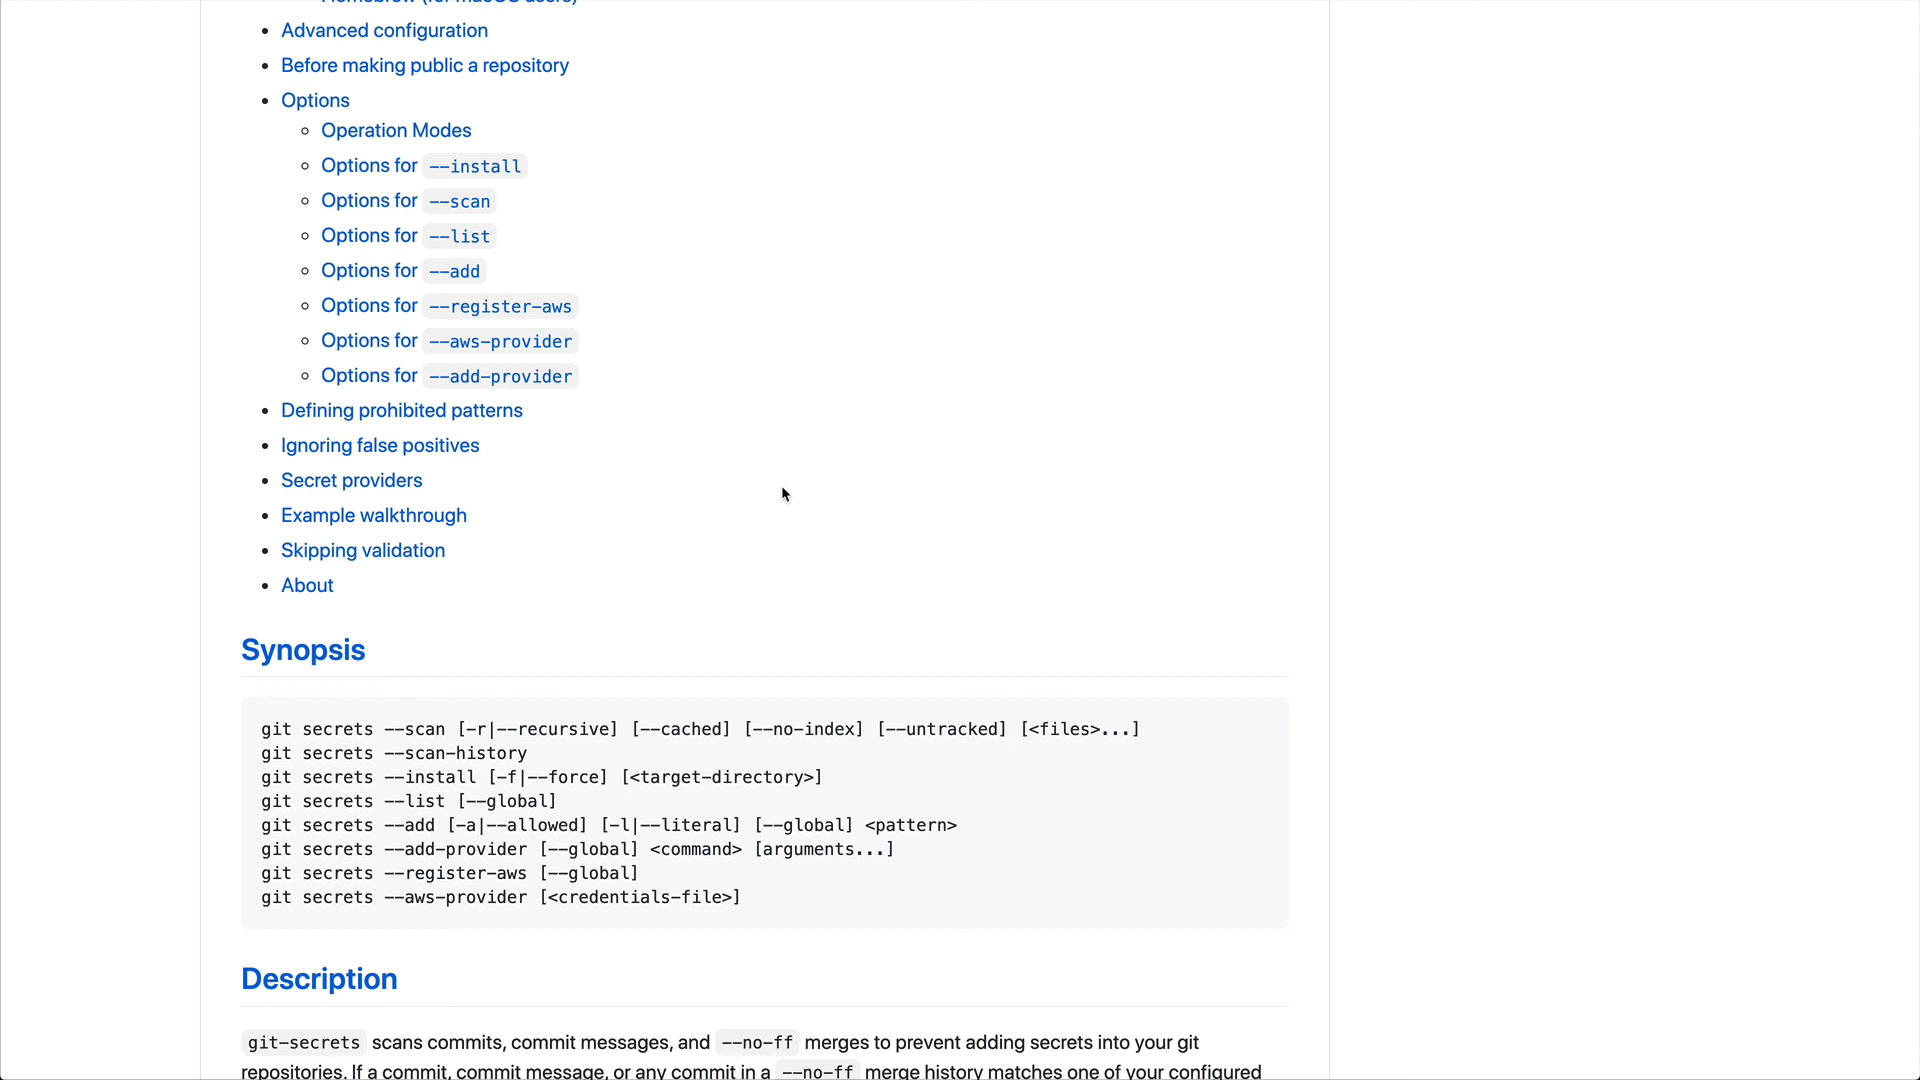 Homebrew (for macOS users)
Advanced configuration
Before making public a repository
Options
Operation Modes
Options for --install
Options for --scan
Options for --list
Options for --add
Options for --register-aws
Options for --aws-provider
Options for --add-provider
Defining prohibited patterns
Ignoring false positives
Secret providers
Example walkthrough
Skipping validation
About
Synopsis
git secrets --scan [-r|--recursive] [--cached] [--no-index] [--untracked] [<files>...]
git secrets --scan-history
git secrets --install [-f|--force] [<target-directory>]
git secrets --list [--global]
git secrets --add [-a|--allowed] [-l|--literal] [--global] <pattern>
git secrets --add-provider [--global] <command> [arguments...]
git secrets --register-aws [--global]
git secrets --aws-provider [<credentials-file>]
Description
git-secrets scans commits, commit messages, and --no-ff merges to prevent adding secrets into your git
repositories. If a commit, commit message, or any commit in a --no-ff merge history matches one of your configured